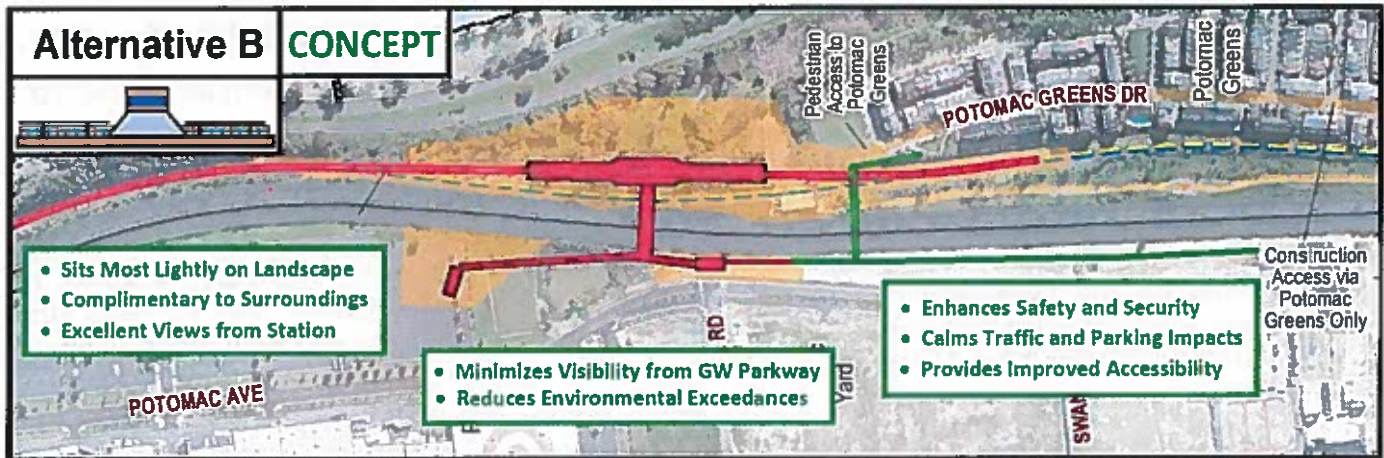 Alternative B
CONCEPT
Pedestrian
Access to
Potomac
Greens
POTOMAC GREENS DR
Potomac
Greens
• Sits Most Lightly on Landscape
• Complimentary to Surroundings
• Excellent Views from Station
• Minimizes Visibility from GW Parkway
• Reduces Environmental Exceedances
• Enhances Safety and Security
• Calms Traffic and Parking Impacts
• Provides Improved Accessibility
Construction
Access via
Potomac
Greens Only
POTOMAC AVE
RD
Yard
SWAN